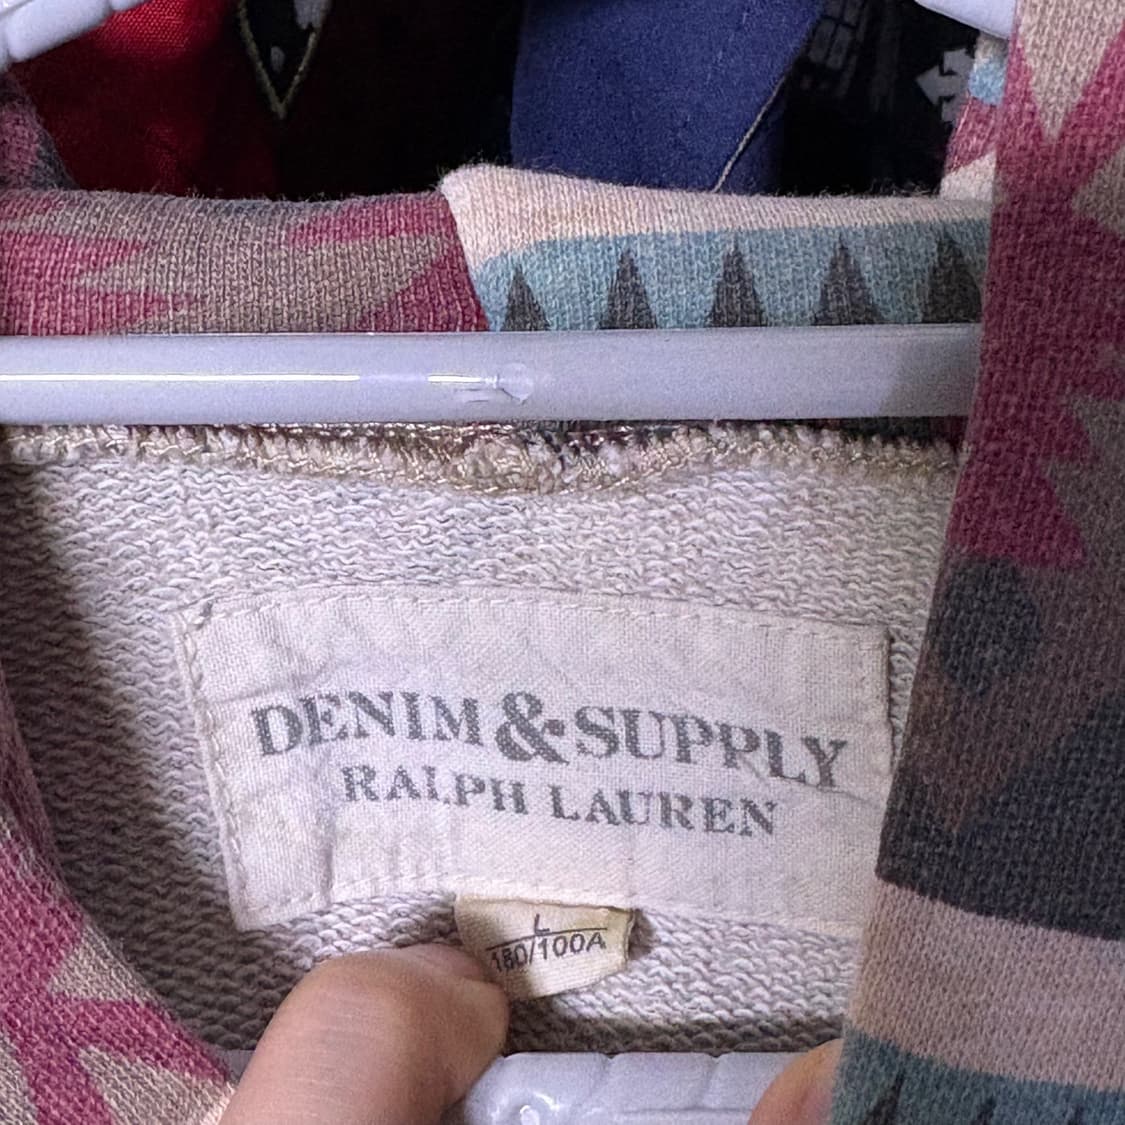 DENIM & SUPPLY
RALPH LAUREN
L
180/100A